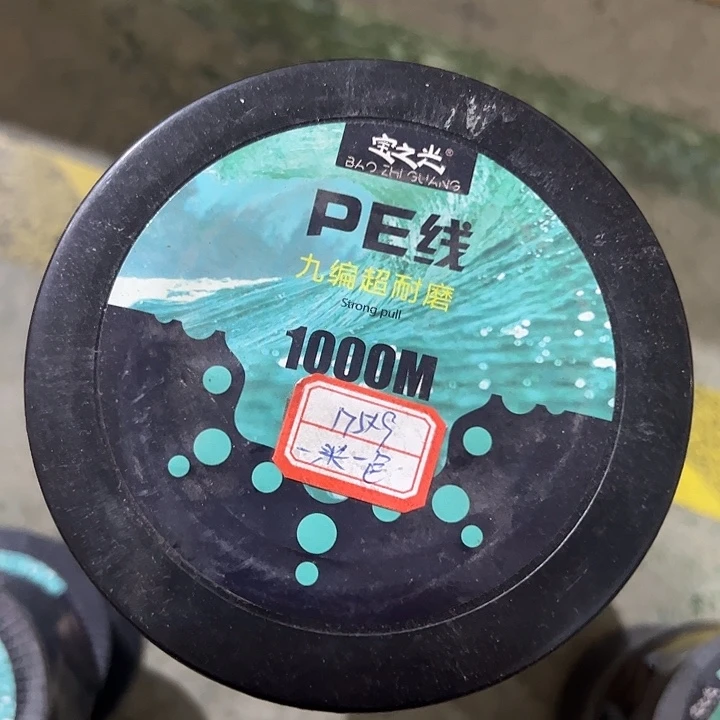 宝之光®
BAO ZHI GUANG
PE线
九编超耐磨
Strong pull
1000M
一米一色